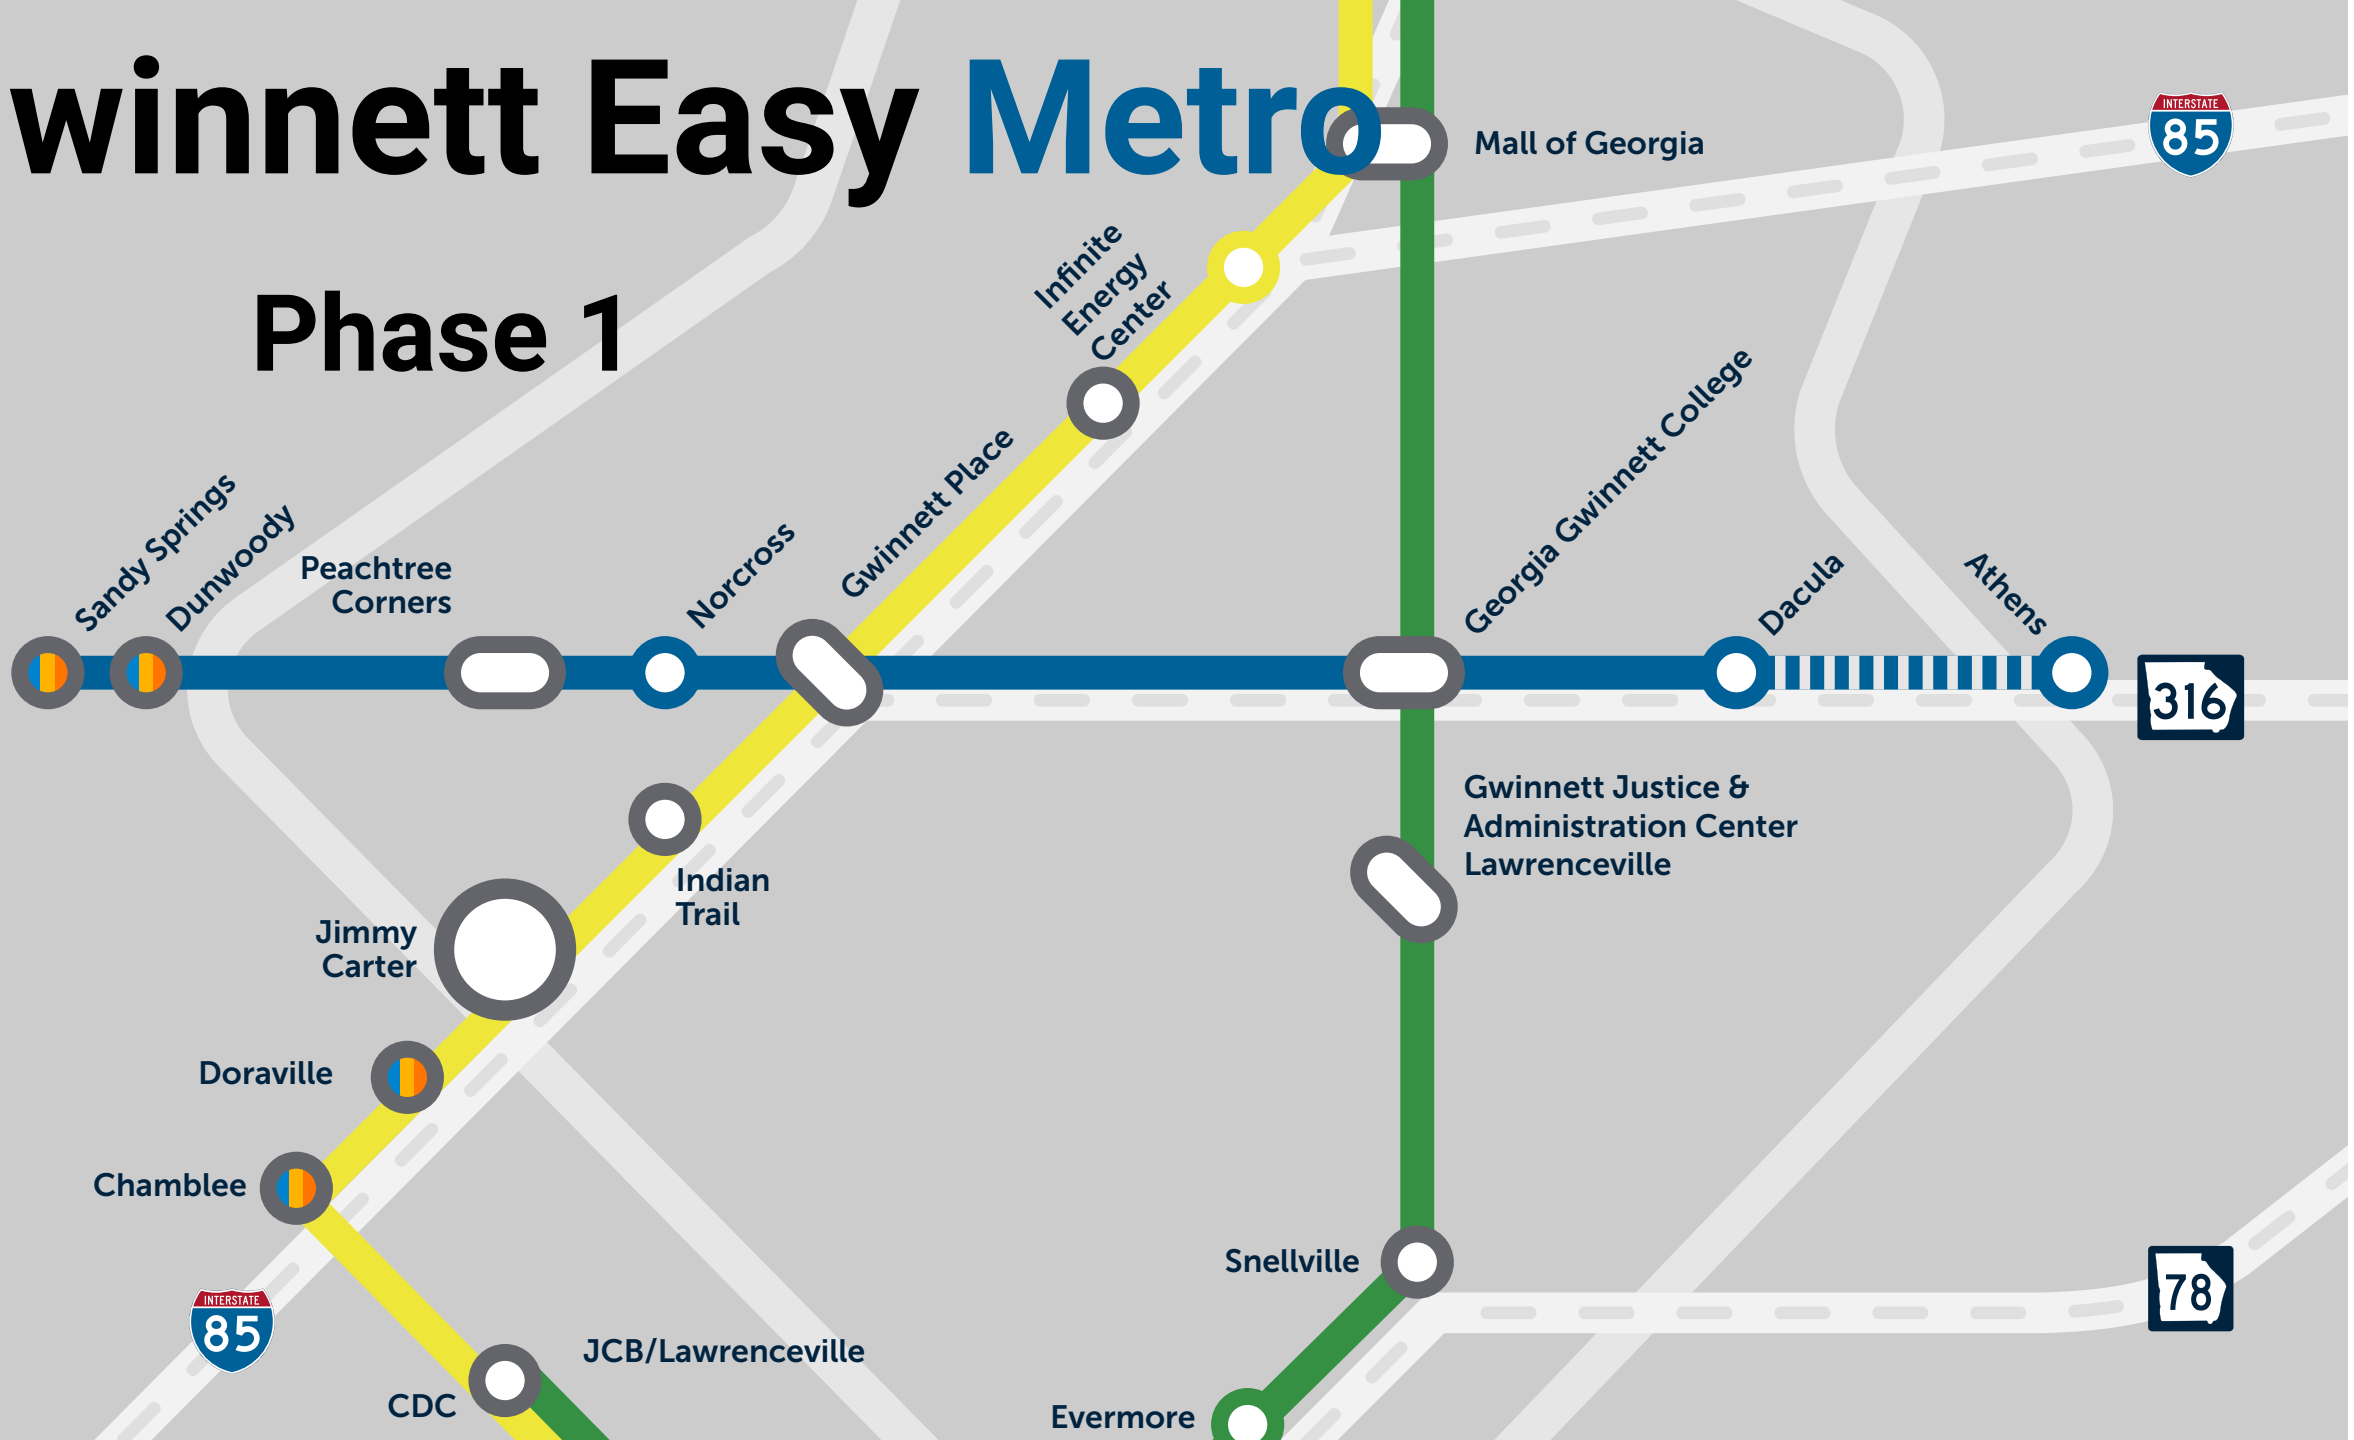 winnett Easy Metro
Phase 1
Mall of Georgia
INTERSTATE
85
Infinite
Energy
Center
Georgia Gwinnett College
Gwinnett Place
Sandy Springs
Dunwoody
Peachtree
Corners
Norcross
Dacula
Athens
316
Gwinnett Justice &
Administration Center
Lawrenceville
Indian
Trail
Jimmy
Carter
Doraville
Chamblee
Snellville
78
INTERSTATE
85
JCB/Lawrenceville
CDC
Evermore